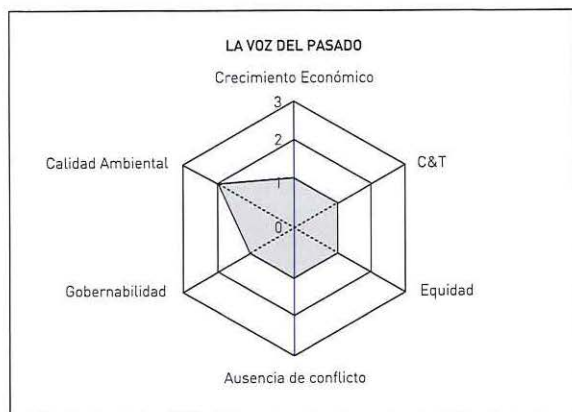 LA VOZ DEL PASADO
Crecimiento Económico
3
2
Calidad Ambiental
C&T
1
0
Gobernabilidad
Equidad
Ausencia de conflicto